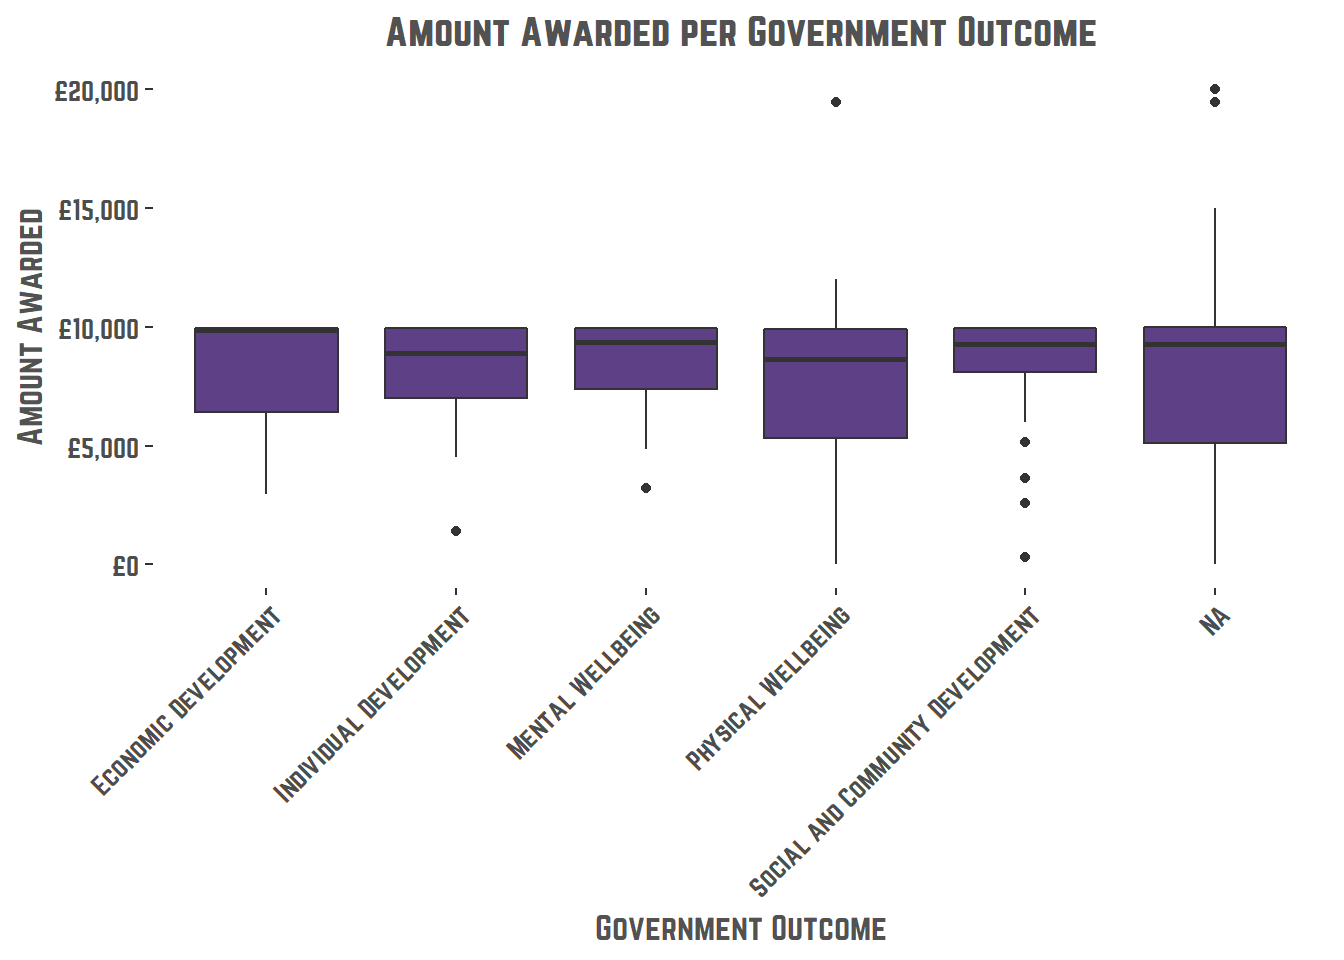 Amount Awarded per Government Outcome
Amount Awarded
£20,000
£15,000
£10,000
£5,000
£0
Economic Development
Individual Development
Mental Wellbeing
Physical Wellbeing
Social and Community Development
NA
Government Outcome